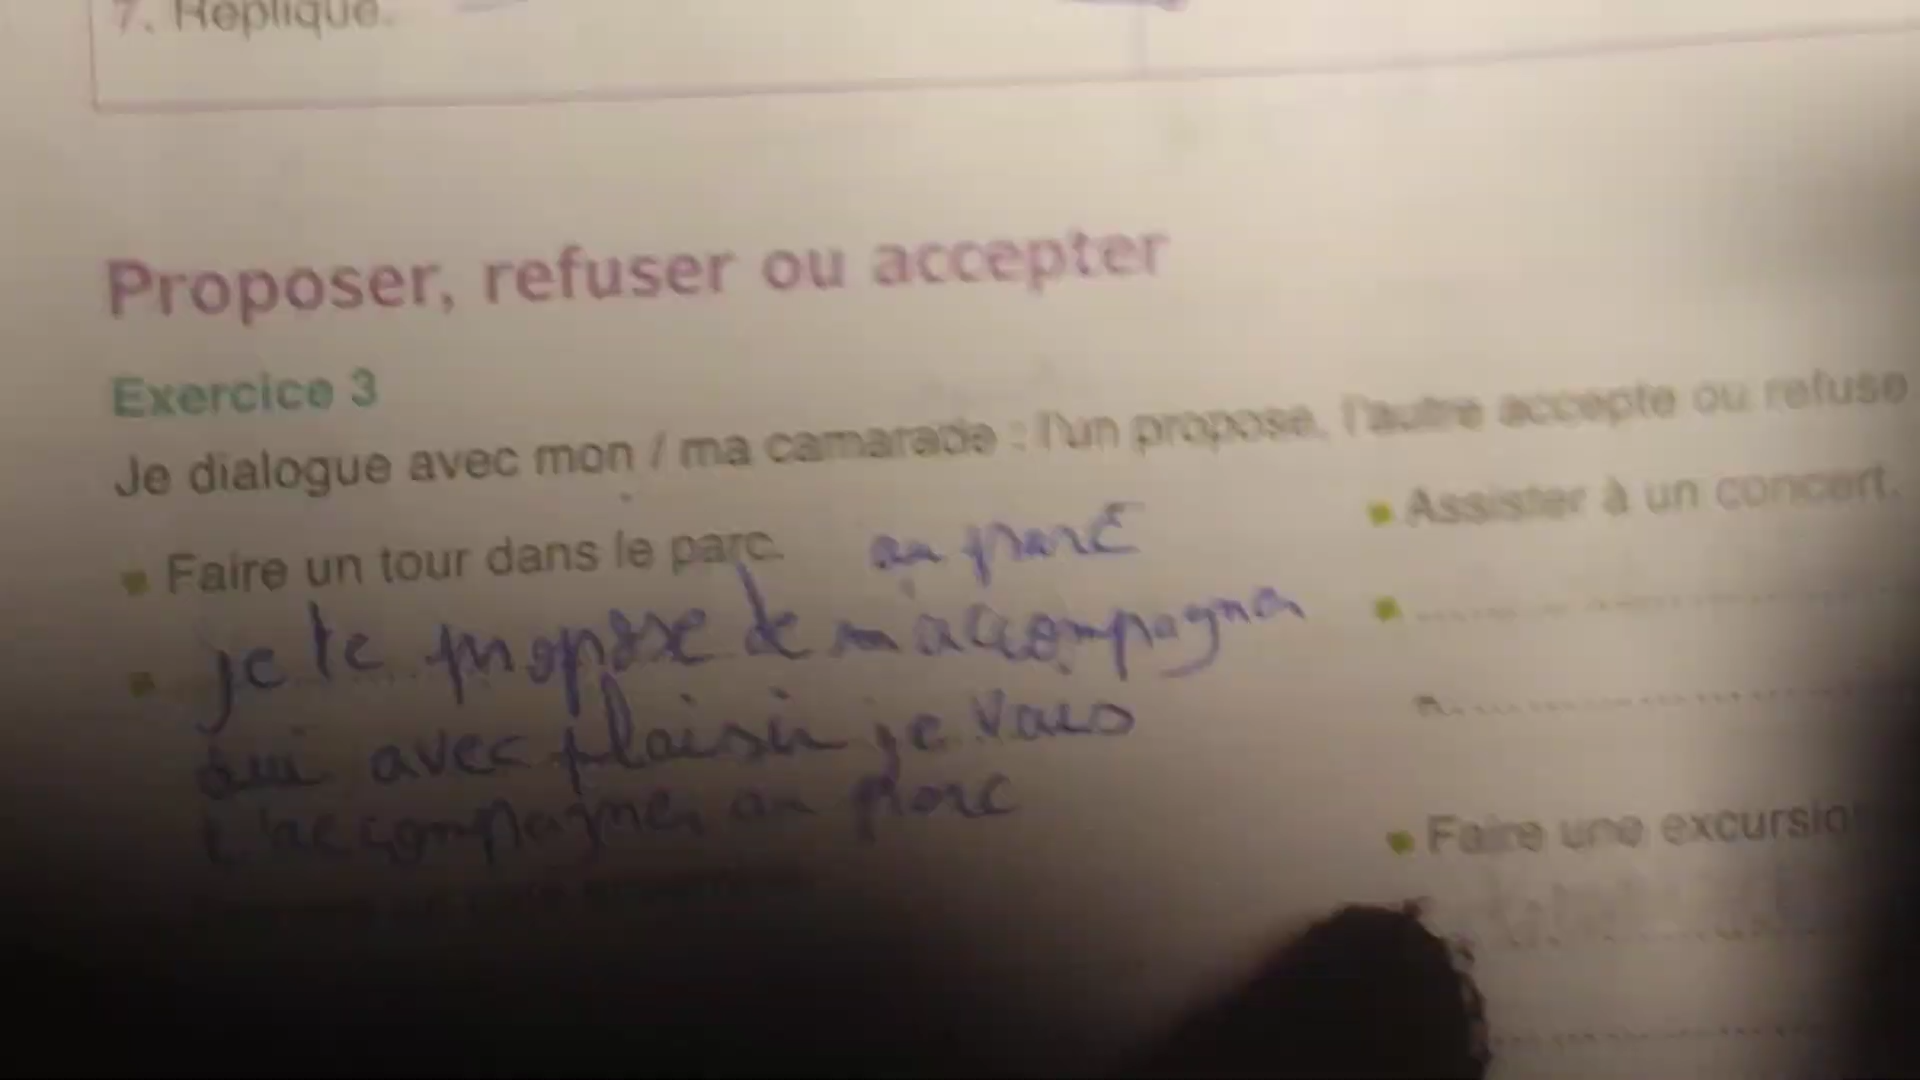 7. Réplique.
Proposer, refuser ou accepter
Exercice 3
Je dialogue avec mon / ma camarade : l'un propose, l'autre accepte ou refuse
Faire un tour dans le parc. au parc
je te propose de m'accompagner
oui avec plaisir je vais
t'accompagner au parc
Assister à un concert.
Faire une excursion